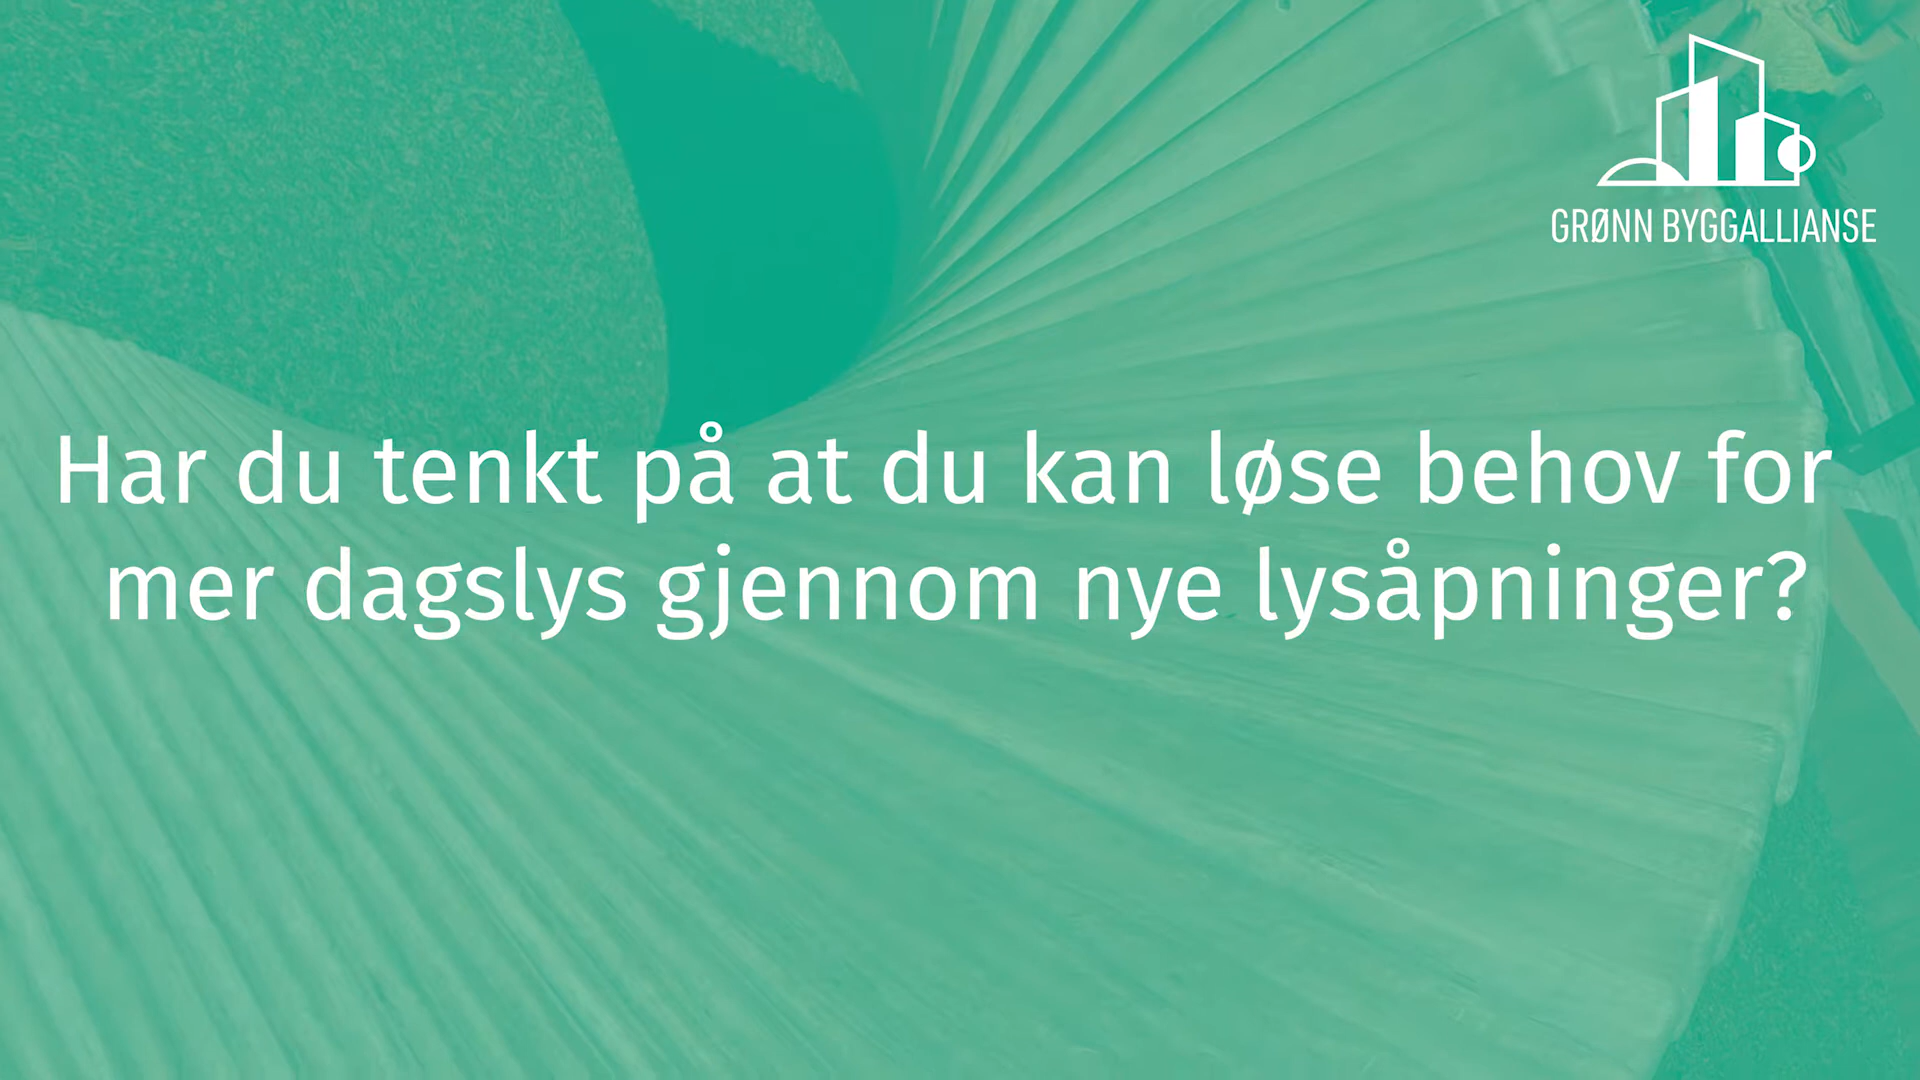 GRØNN BYGGALLIANSE
Har du tenkt på at du kan løse behov for
mer dagslys gjennom nye lysåpninger?